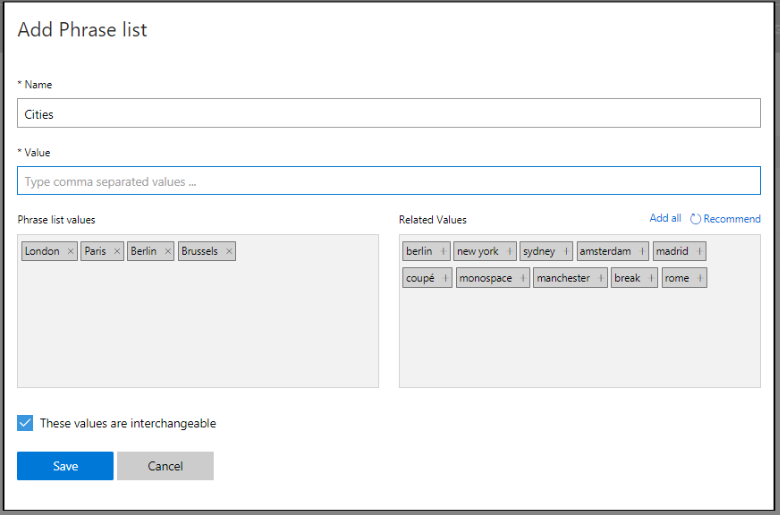 Add Phrase list
* Name
Cities
* Value
Type comma separated values ...
Phrase list values
Related Values Add all Recommend
London × Paris × Berlin × Brussels ×
berlin + new york + sydney + amsterdam + madrid +
coupé + monospace + manchester + break + rome +
These values are interchangeable
Save Cancel